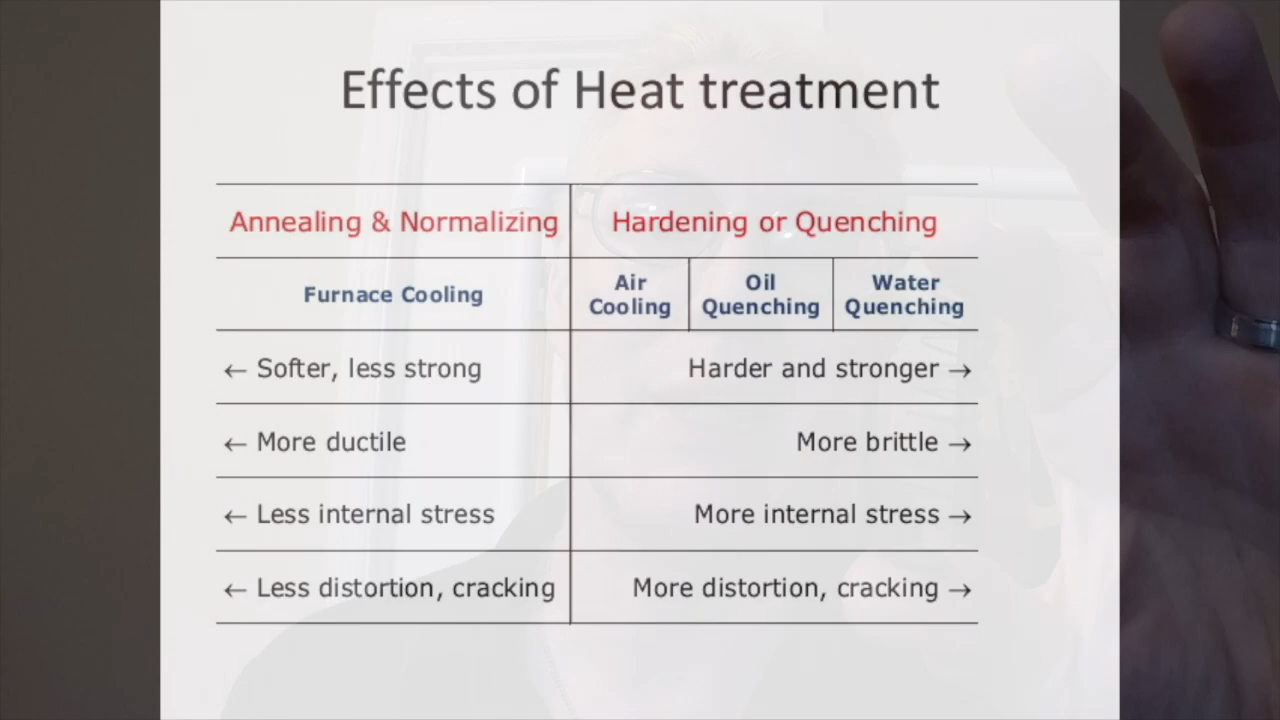 Effects of Heat treatment
Annealing & Normalizing
Hardening or Quenching
Furnace Cooling
Air
Cooling
Oil
Quenching
Water
Quenching
← Softer, less strong
Harder and stronger →
← More ductile
More brittle →
← Less internal stress
More internal stress →
← Less distortion, cracking
More distortion, cracking →